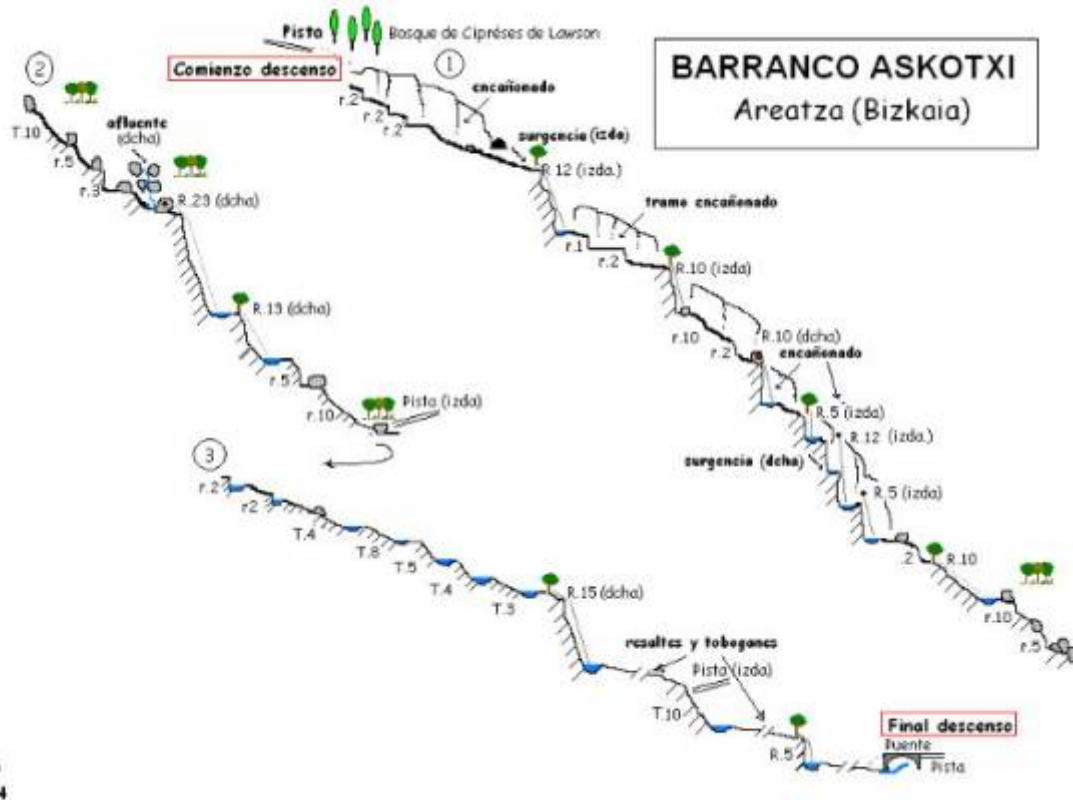 BARRANCO ASKOTXI
Areatza (Bizkaia)
Pista
Bosque de Cipréses de Lawson
Comienzo descenso
1
encañonado
r.2
r.2
r.2
surgencia (izda)
R.12 (izda.)
tramo encañonado
r.1
r.2
R.10 (izda)
r.10
r.2
R.10 (dcha)
encañonado
R.5 (izda)
R.12 (izda.)
surgencia (dcha)
R.5 (izda)
.2
R.10
r.10
r.5
2
T.10
afluente
(dcha)
r.5
r.3
R.23 (dcha)
R.13 (dcha)
r.5
r.10
Pista (izda)
3
r.2
r2
T.4
T.8
T.5
T.4
T.3
R.15 (dcha)
resaltes y toboganes
Pista (izda)
T.10
R.5
Final descenso
Puente
Pista
4